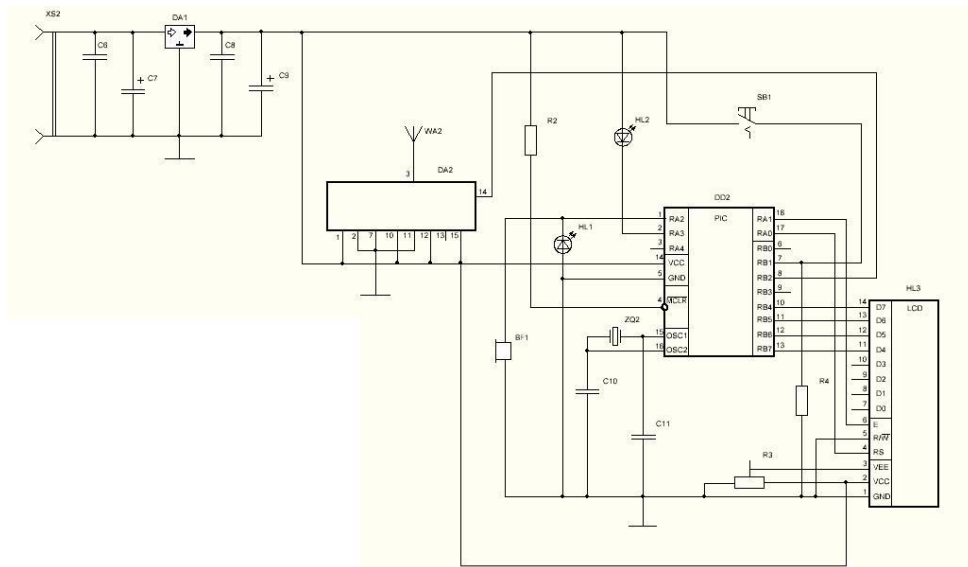 XS2
DA1
C6
C7
+
C8
C9
+
WA2
3
DA2
14
1 2 7 10 11 12 13 15
R2
HL2
SB1
HL1
BF1
ZQ2
C10
C11
R4
R3
DD2
PIC
1 RA2
2 RA3
3 RA4
14 VCC
5 GND
4 MCLR
15 OSC1
16 OSC2
RA1 18
RA0 17
RB0 6
RB1 7
RB2 8
RB3 9
RB4 10
RB5 11
RB6 12
RB7 13
HL3
LCD
14 D7
13 D6
12 D5
11 D4
10 D3
9 D2
8 D1
7 D0
6 E
5 R/W
4 RS
3 VEE
2 VCC
1 GND